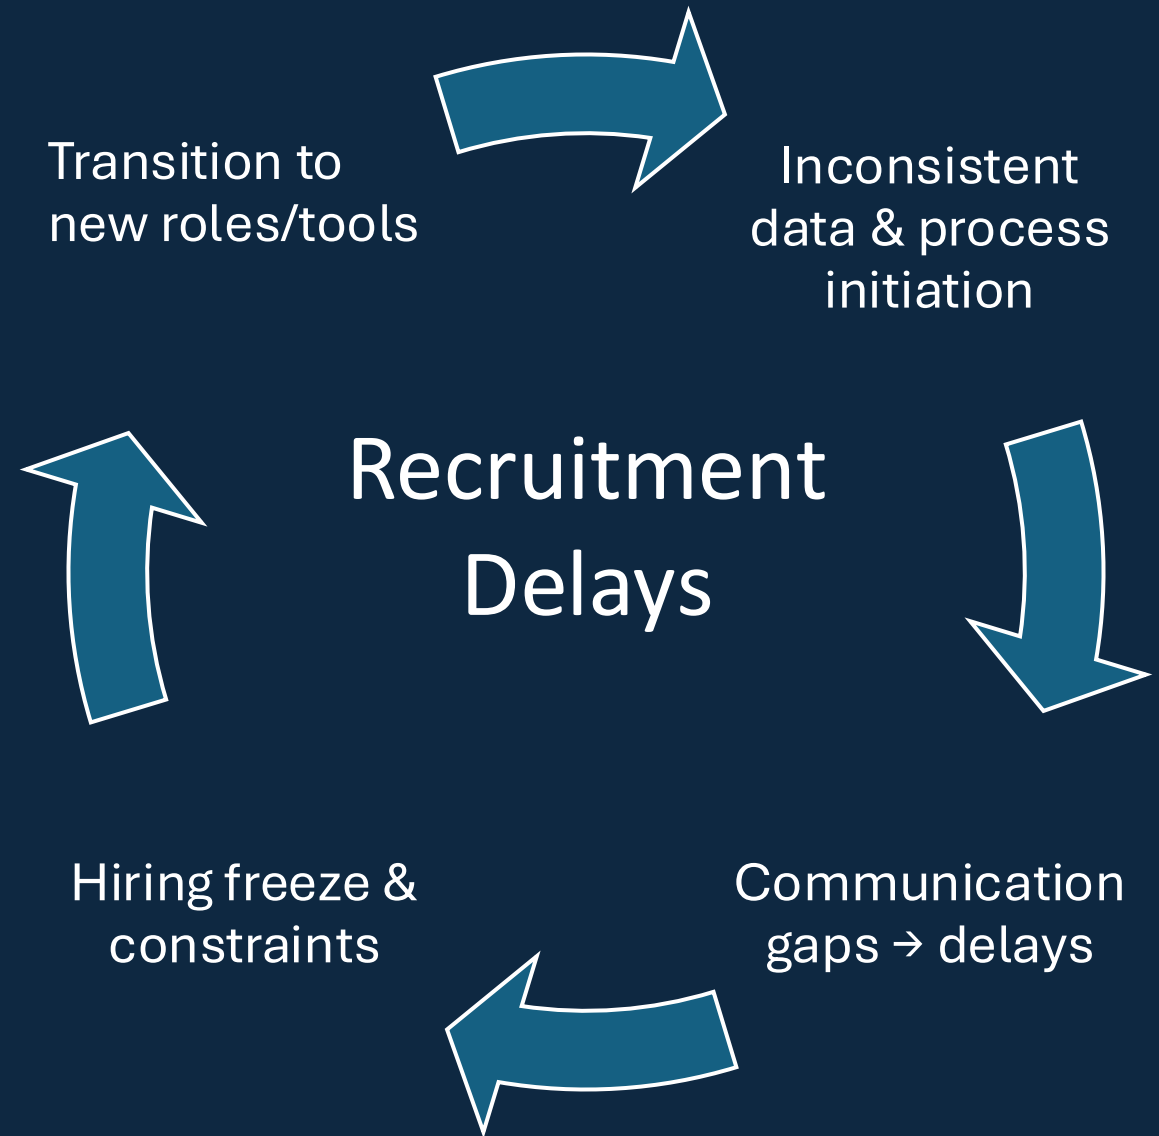 Transition to
new roles/tools
Inconsistent
data & process
initiation
Recruitment
Delays
Hiring freeze &
constraints
Communication
gaps → delays